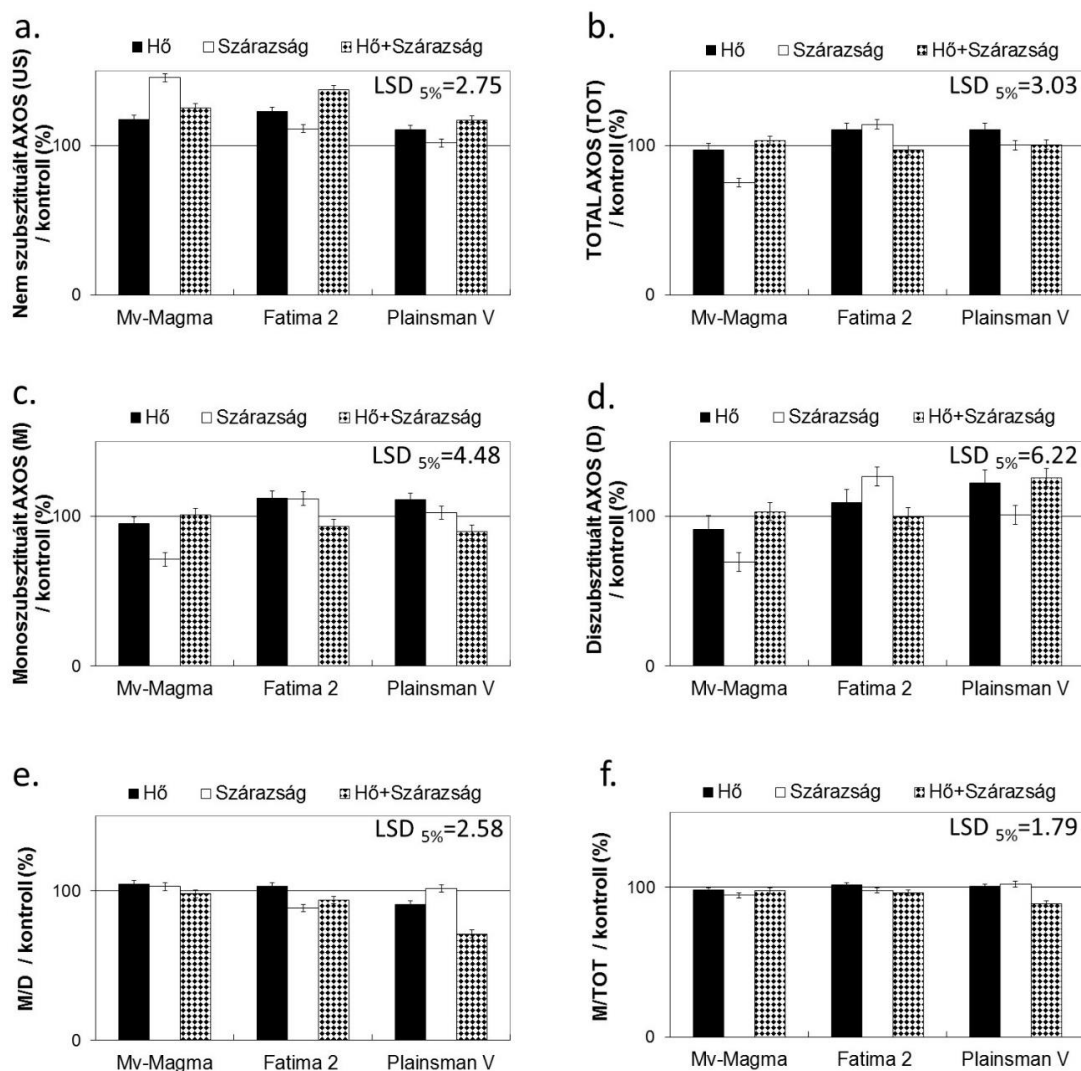 a.
Hő Szárazság Hő+Szárazság
LSD 5%=2.75
Nem szubsztituált AXOS (US)
/ kontroll (%)
100
0
Mv-Magma Fatima 2 Plainsman V
b.
Hő Szárazság Hő+Szárazság
LSD 5%=3.03
TOTAL AXOS (TOT)
/ kontroll (%)
100
0
Mv-Magma Fatima 2 Plainsman V
c.
Hő Szárazság Hő+Szárazság
LSD 5%=4.48
Monoszubsztituált AXOS (M)
/ kontroll (%)
100
0
Mv-Magma Fatima 2 Plainsman V
d.
Hő Szárazság Hő+Szárazság
LSD 5%=6.22
Diszubsztituált AXOS (D)
/ kontroll (%)
100
0
Mv-Magma Fatima 2 Plainsman V
e.
Hő Szárazság Hő+Szárazság
LSD 5%=2.58
M/D / kontroll (%)
100
0
Mv-Magma Fatima 2 Plainsman V
f.
Hő Szárazság Hő+Szárazság
LSD 5%=1.79
M/TOT / kontroll (%)
100
0
Mv-Magma Fatima 2 Plainsman V